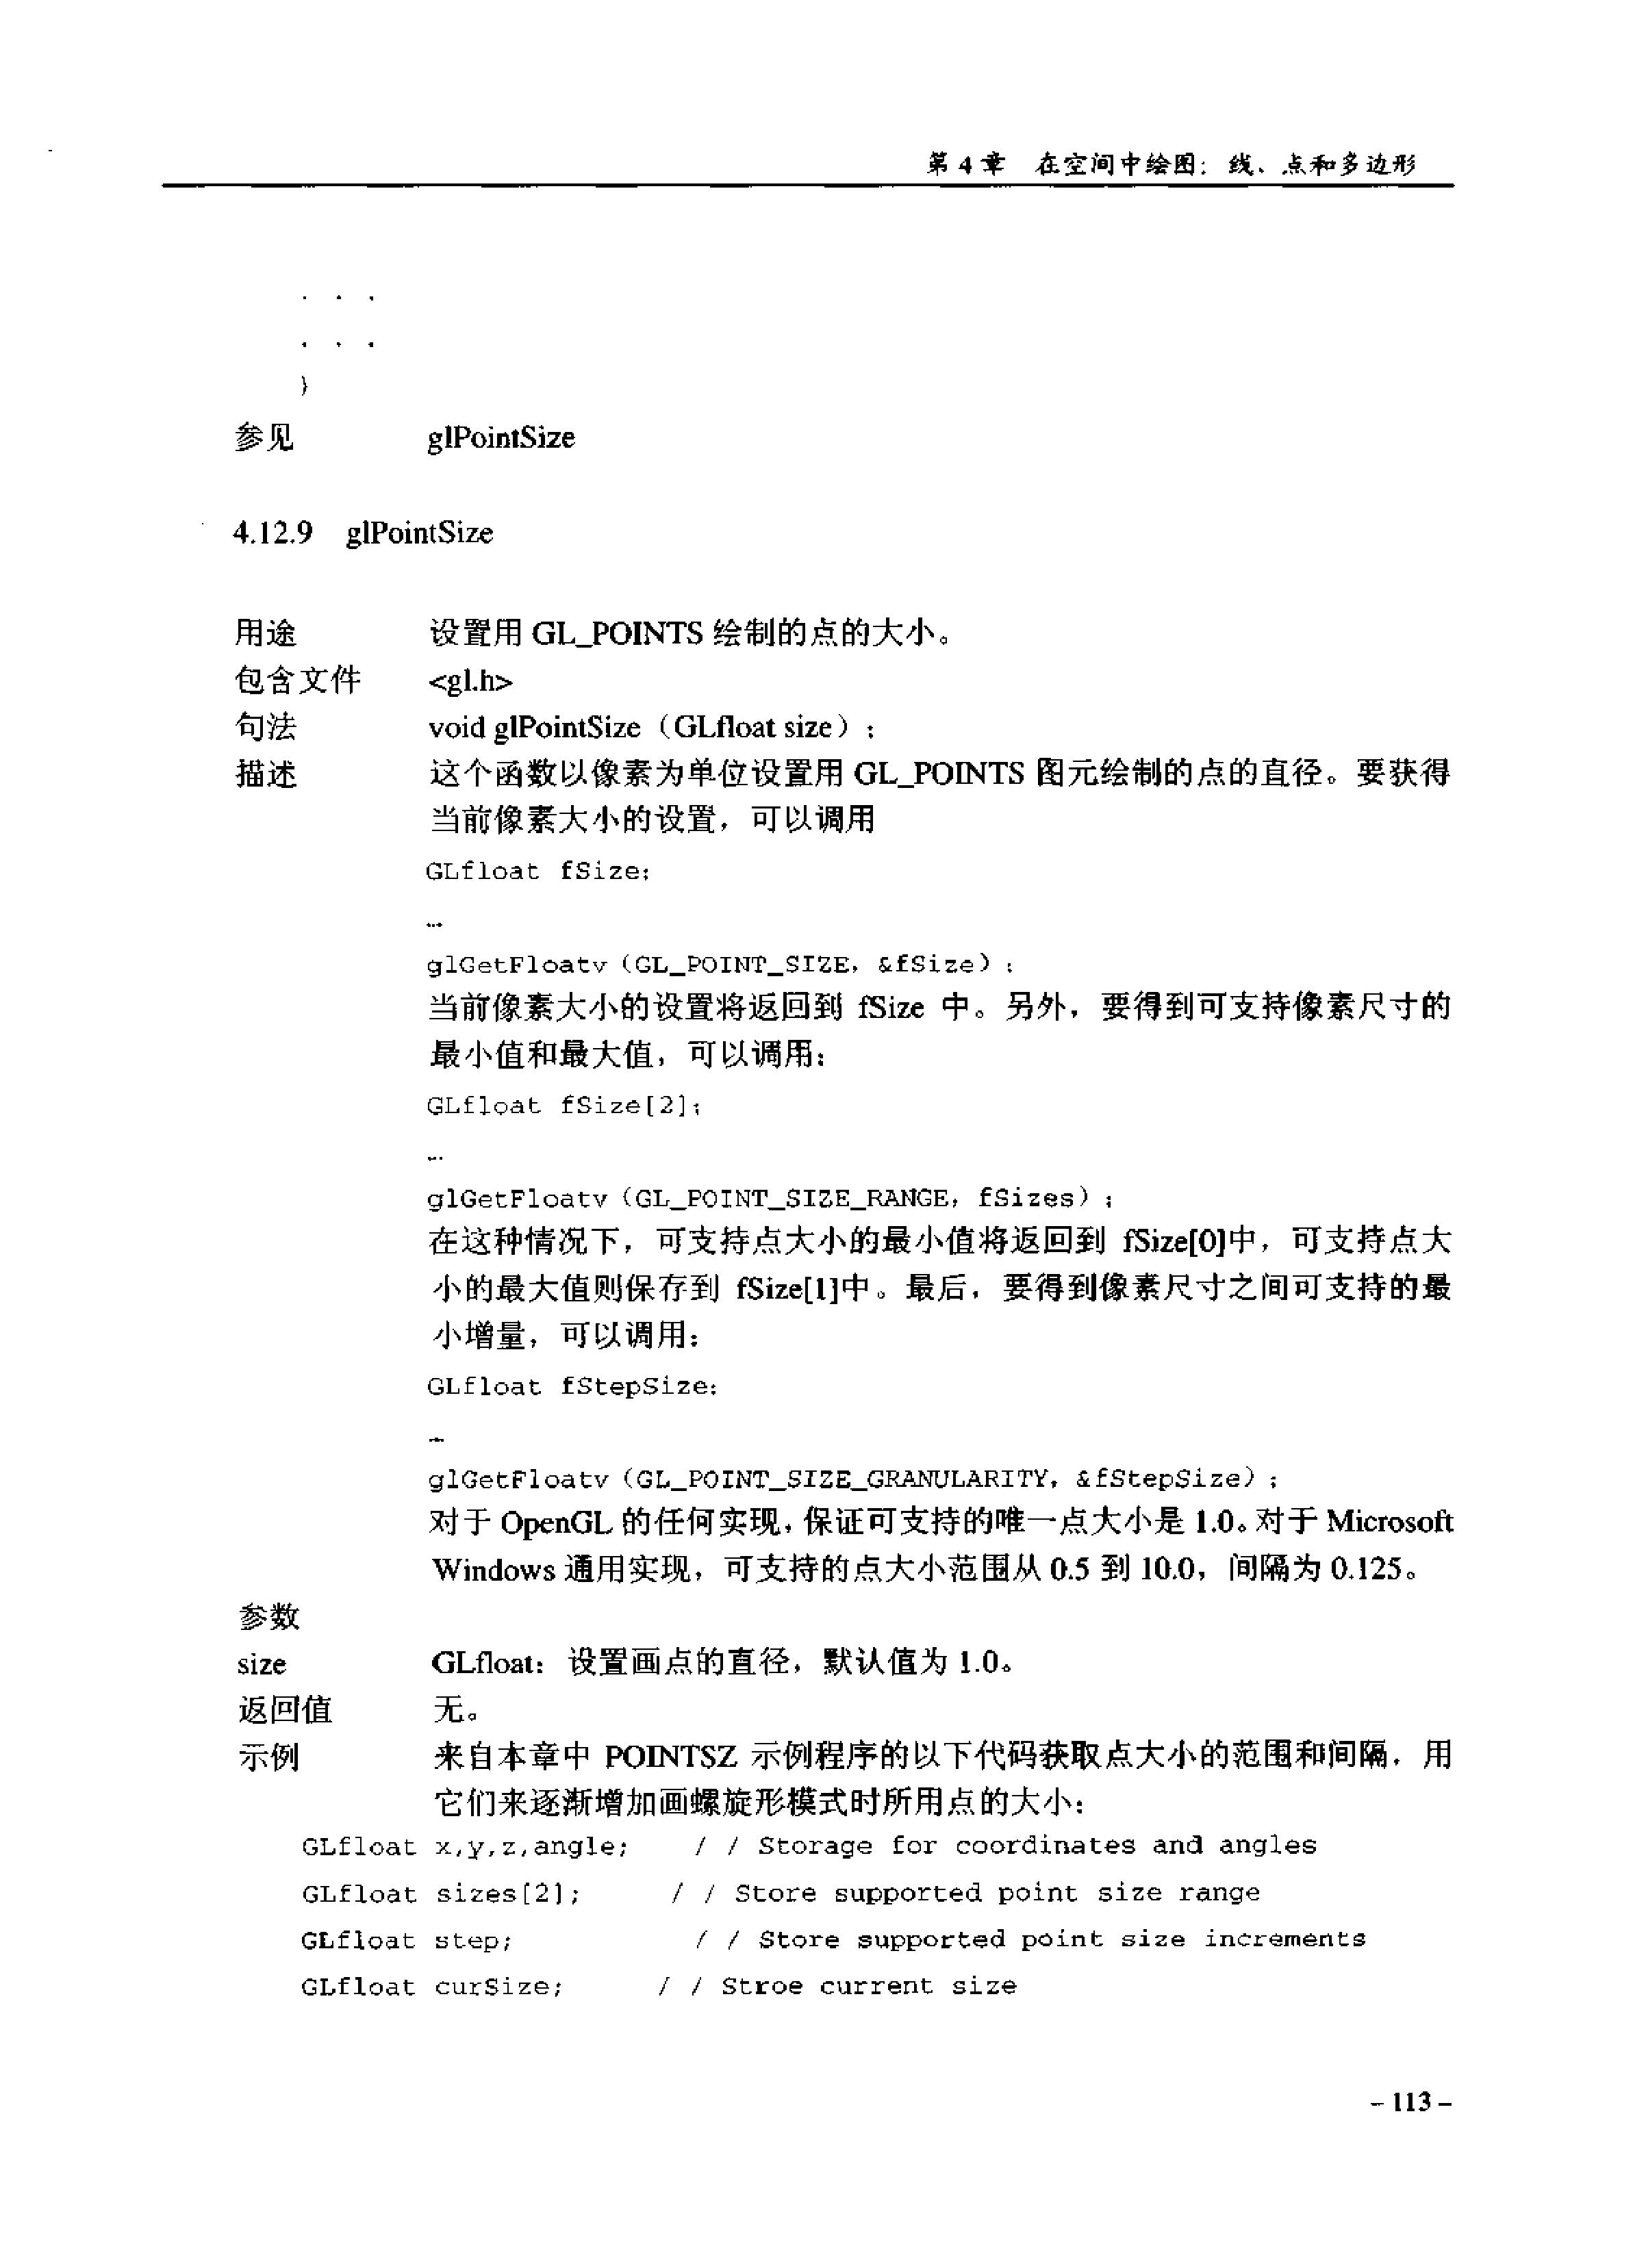 第 4 章　在空间中绘图：线、点和多边形
. . .
. . .
}
参见 glPointSize
4.12.9 glPointSize
用途 设置用 GL_POINTS 绘制的点的大小。
包含文件 <gl.h>
句法 void glPointSize（GLfloat size）；
描述 这个函数以像素为单位设置用 GL_POINTS 图元绘制的点的直径。要获得
当前像素大小的设置，可以调用
GLfloat fSize;
…
glGetFloatv（GL_POINT_SIZE，&fSize）；
当前像素大小的设置将返回到 fSize 中。另外，要得到可支持像素尺寸的
最小值和最大值，可以调用：
GLfloat fSize[2];
…
glGetFloatv（GL_POINT_SIZE_RANGE，fSizes）；
在这种情况下，可支持点大小的最小值将返回到 fSize[0]中，可支持点大
小的最大值则保存到 fSize[1]中。最后，要得到像素尺寸之间可支持的最
小增量，可以调用：
GLfloat fStepSize;
…
glGetFloatv（GL_POINT_SIZE_GRANULARITY，&fStepSize）；
对于 OpenGL 的任何实现，保证可支持的唯一点大小是 1.0。对于 Microsoft
Windows 通用实现，可支持的点大小范围从 0.5 到 10.0，间隔为 0.125。
参数
size GLfloat：设置画点的直径，默认值为 1.0。
返回值 无。
示例 来自本章中 POINTSZ 示例程序的以下代码获取点大小的范围和间隔，用
它们来逐渐增加画螺旋形模式时所用点的大小：
GLfloat x,y,z,angle; / / Storage for coordinates and angles
GLfloat sizes[2]; / / Store supported point size range
GLfloat step; / / Store supported point size increments
GLfloat curSize; / / Stroe current size
– 113 –